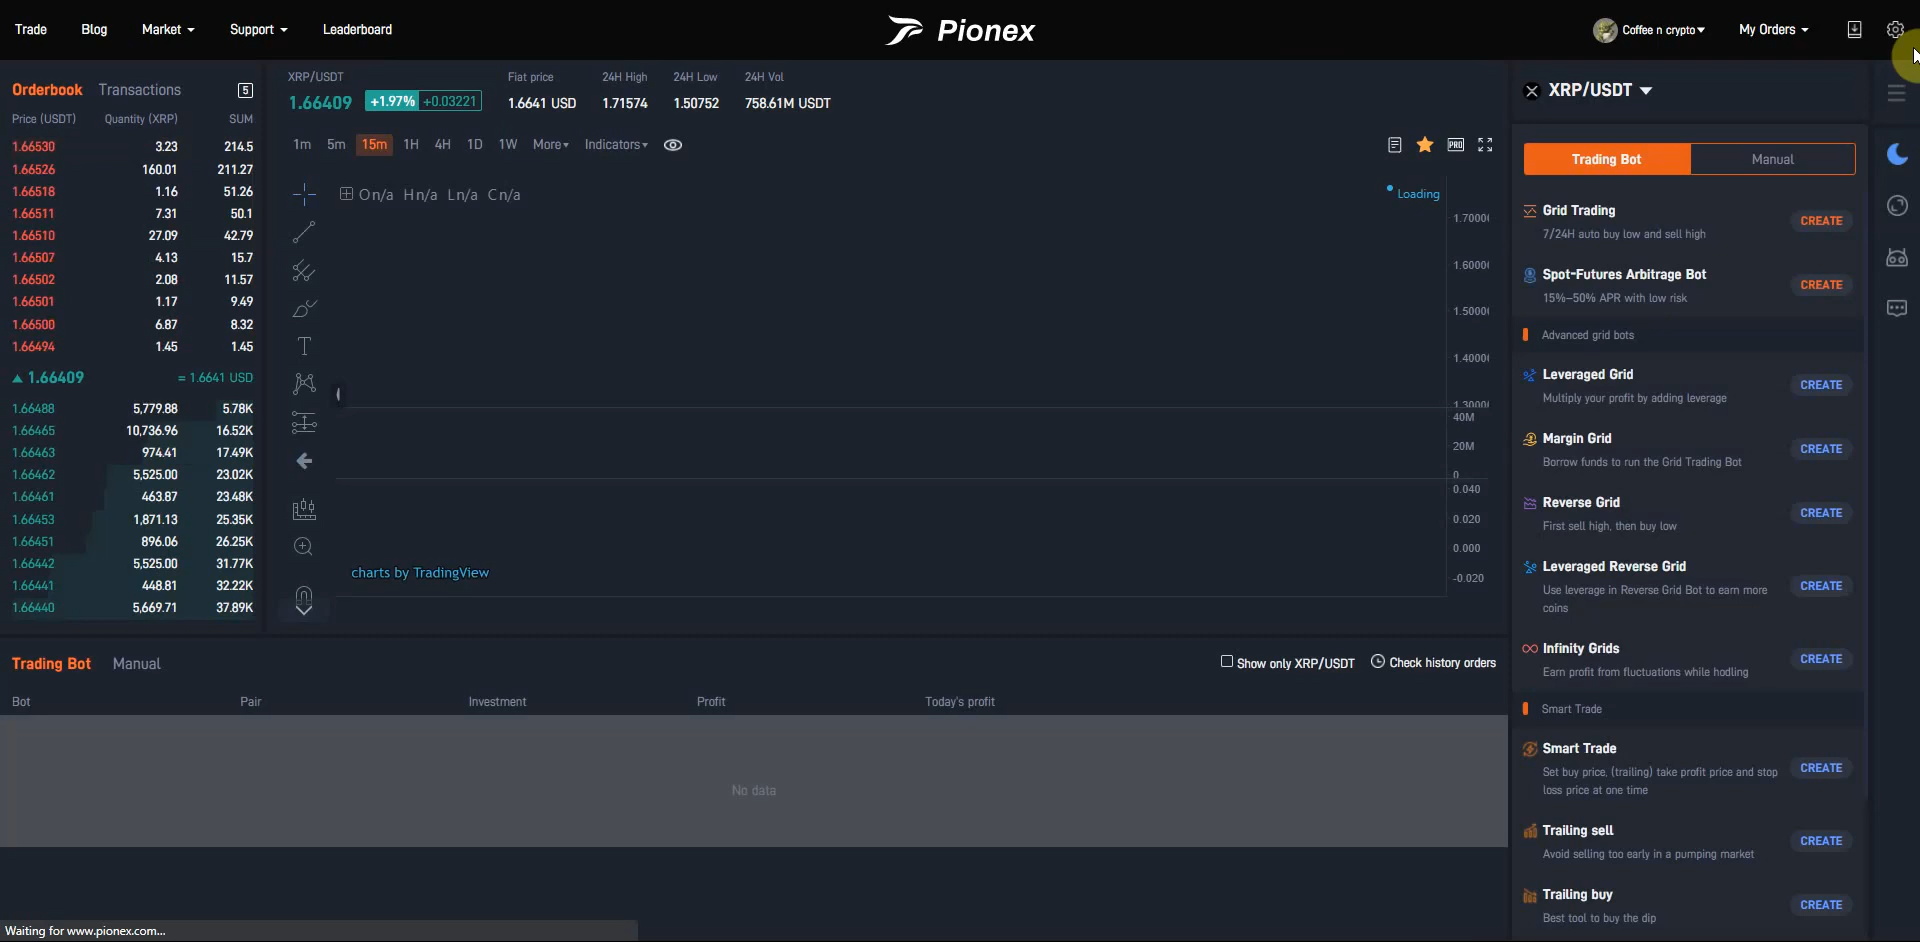 Trade Blog Market Support Leaderboard Pionex Coffee n crypto My Orders
Orderbook Transactions 5
Price (USDT) Quantity (XRP) SUM
1.66530 3.23 214.5
1.66526 160.01 211.27
1.66518 1.16 51.26
1.66511 7.31 50.1
1.66510 27.09 42.79
1.66507 4.13 15.7
1.66502 2.08 11.57
1.66501 1.17 9.49
1.66500 6.87 8.32
1.66494 1.45 1.45
1.66409 = 1.6641 USD
1.66488 5,779.88 5.78K
1.66465 10,736.96 16.52K
1.66463 974.41 17.49K
1.66462 5,525.00 23.02K
1.66461 463.87 23.48K
1.66453 1,871.13 25.35K
1.66451 896.06 26.25K
1.66442 5,525.00 31.77K
1.66441 448.81 32.22K
1.66440 5,669.71 37.89K
XRP/USDT Fiat price 24H High 24H Low 24H Vol
1.66409 +1.97% +0.03221 1.6641 USD 1.71574 1.50752 758.61M USDT
1m 5m 15m 1H 4H 1D 1W More Indicators PRO
On/a Hn/a Ln/a Cn/a Loading
1.7000
1.6000
1.5000
1.4000
1.3000
40M
20M
0
0.040
0.020
0.000
-0.020
charts by TradingView
XRP/USDT
Trading Bot Manual
Grid Trading
7/24H auto buy low and sell high
CREATE
Spot-Futures Arbitrage Bot
15%–50% APR with low risk
CREATE
Advanced grid bots
Leveraged Grid
Multiply your profit by adding leverage
CREATE
Margin Grid
Borrow funds to run the Grid Trading Bot
CREATE
Reverse Grid
First sell high, then buy low
CREATE
Leveraged Reverse Grid
Use leverage in Reverse Grid Bot to earn more
coins
CREATE
Infinity Grids
Earn profit from fluctuations while hodling
CREATE
Smart Trade
Smart Trade
Set buy price, (trailing) take profit price and stop
loss price at one time
CREATE
Trailing sell
Avoid selling too early in a pumping market
CREATE
Trailing buy
Best tool to buy the dip
CREATE
Trading Bot Manual Show only XRP/USDT Check history orders
Bot Pair Investment Profit Today's profit
No data
Waiting for www.pionex.com...